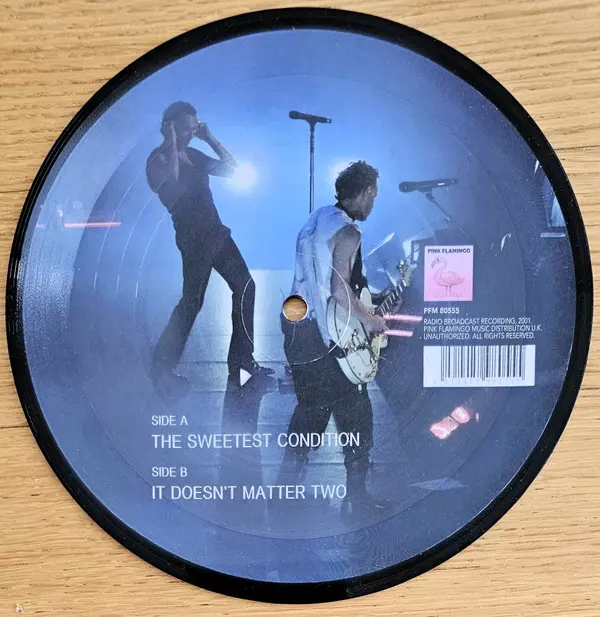 PINK FLAMINGO
PFM 80555
RADIO BROADCAST RECORDING, 2001.
PINK FLAMINGO MUSIC DISTRIBUTION U.K.
UNAUTHORIZED. ALL RIGHTS RESERVED.
SIDE A
THE SWEETEST CONDITION
SIDE B
IT DOESN'T MATTER TWO